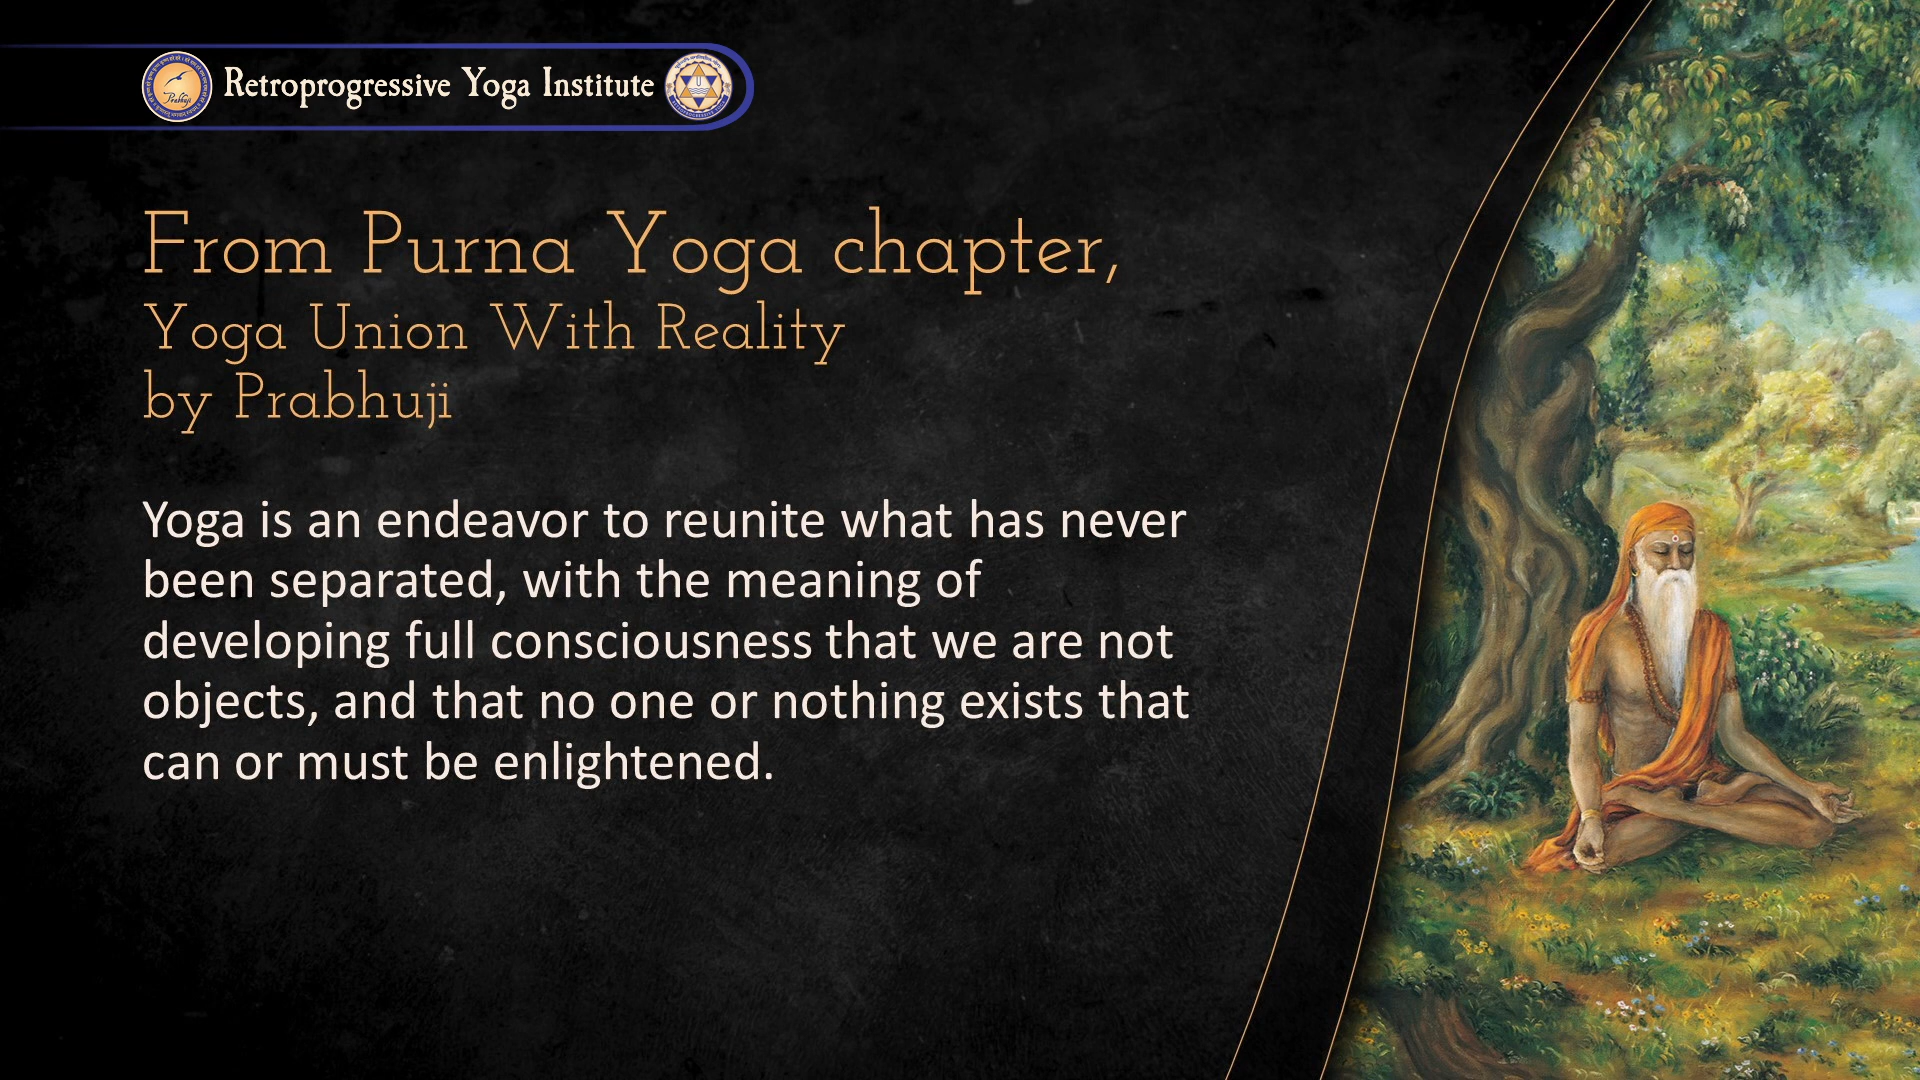 Prabhuji
Retroprogressive Yoga Institute
From Purna Yoga chapter,
Yoga Union With Reality
by Prabhuji
Yoga is an endeavor to reunite what has never
been separated, with the meaning of
developing full consciousness that we are not
objects, and that no one or nothing exists that
can or must be enlightened.